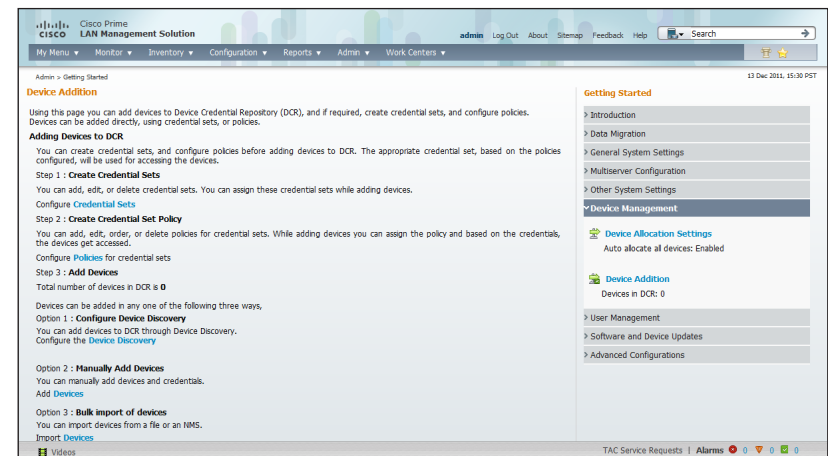 Cisco Prime
CISCO LAN Management Solution
admin Log Out About Sitemap Feedback Help Search
My Menu Monitor Inventory Configuration Reports Admin Work Centers
Admin > Getting Started
13 Dec 2011, 15:30 PST
Device Addition
Using this page you can add devices to Device Credential Repository (DCR), and if required, create credential sets, and configure policies.
Devices can be added directly, using credential sets, or policies.
Adding Devices to DCR
You can create credential sets, and configure policies before adding devices to DCR. The appropriate credential set, based on the policies
configured, will be used for accessing the devices.
Step 1 : Create Credential Sets
You can add, edit, or delete credential sets. You can assign these credential sets while adding devices.
Configure Credential Sets
Step 2 : Create Credential Set Policy
You can add, edit, order, or delete policies for credential sets. While adding devices you can assign the policy and based on the credentials,
the devices get accessed.
Configure Policies for credential sets
Step 3 : Add Devices
Total number of devices in DCR is 0
Devices can be added in any one of the following three ways,
Option 1 : Configure Device Discovery
You can add devices to DCR through Device Discovery.
Configure the Device Discovery
Option 2 : Manually Add Devices
You can manually add devices and credentials.
Add Devices
Option 3 : Bulk import of devices
You can import devices from a file or an NMS.
Import Devices
Getting Started
> Introduction
> Data Migration
> General System Settings
> Multiserver Configuration
> Other System Settings
Device Management
Device Allocation Settings
Auto allocate all devices: Enabled
Device Addition
Devices in DCR: 0
> User Management
> Software and Device Updates
> Advanced Configurations
Videos
TAC Service Requests | Alarms 0 0 0